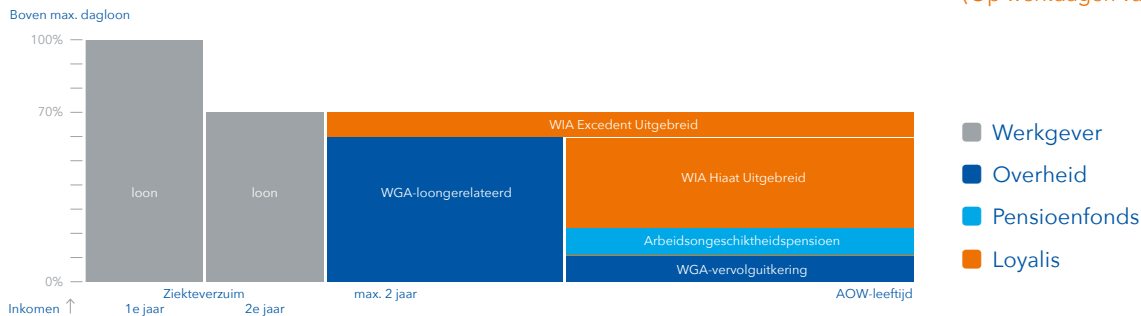 Boven max. dagloon
100%
70%
0%
loon
loon
WIA Excedent Uitgebreid
WGA-loongerelateerd
WIA Hiaat Uitgebreid
Arbeidsongeschiktheidspensioen
WGA-vervolguitkering
Ziekteverzuim
max. 2 jaar
AOW-leeftijd
Inkomen ↑
1e jaar
2e jaar
Werkgever
Overheid
Pensioenfonds
Loyalis